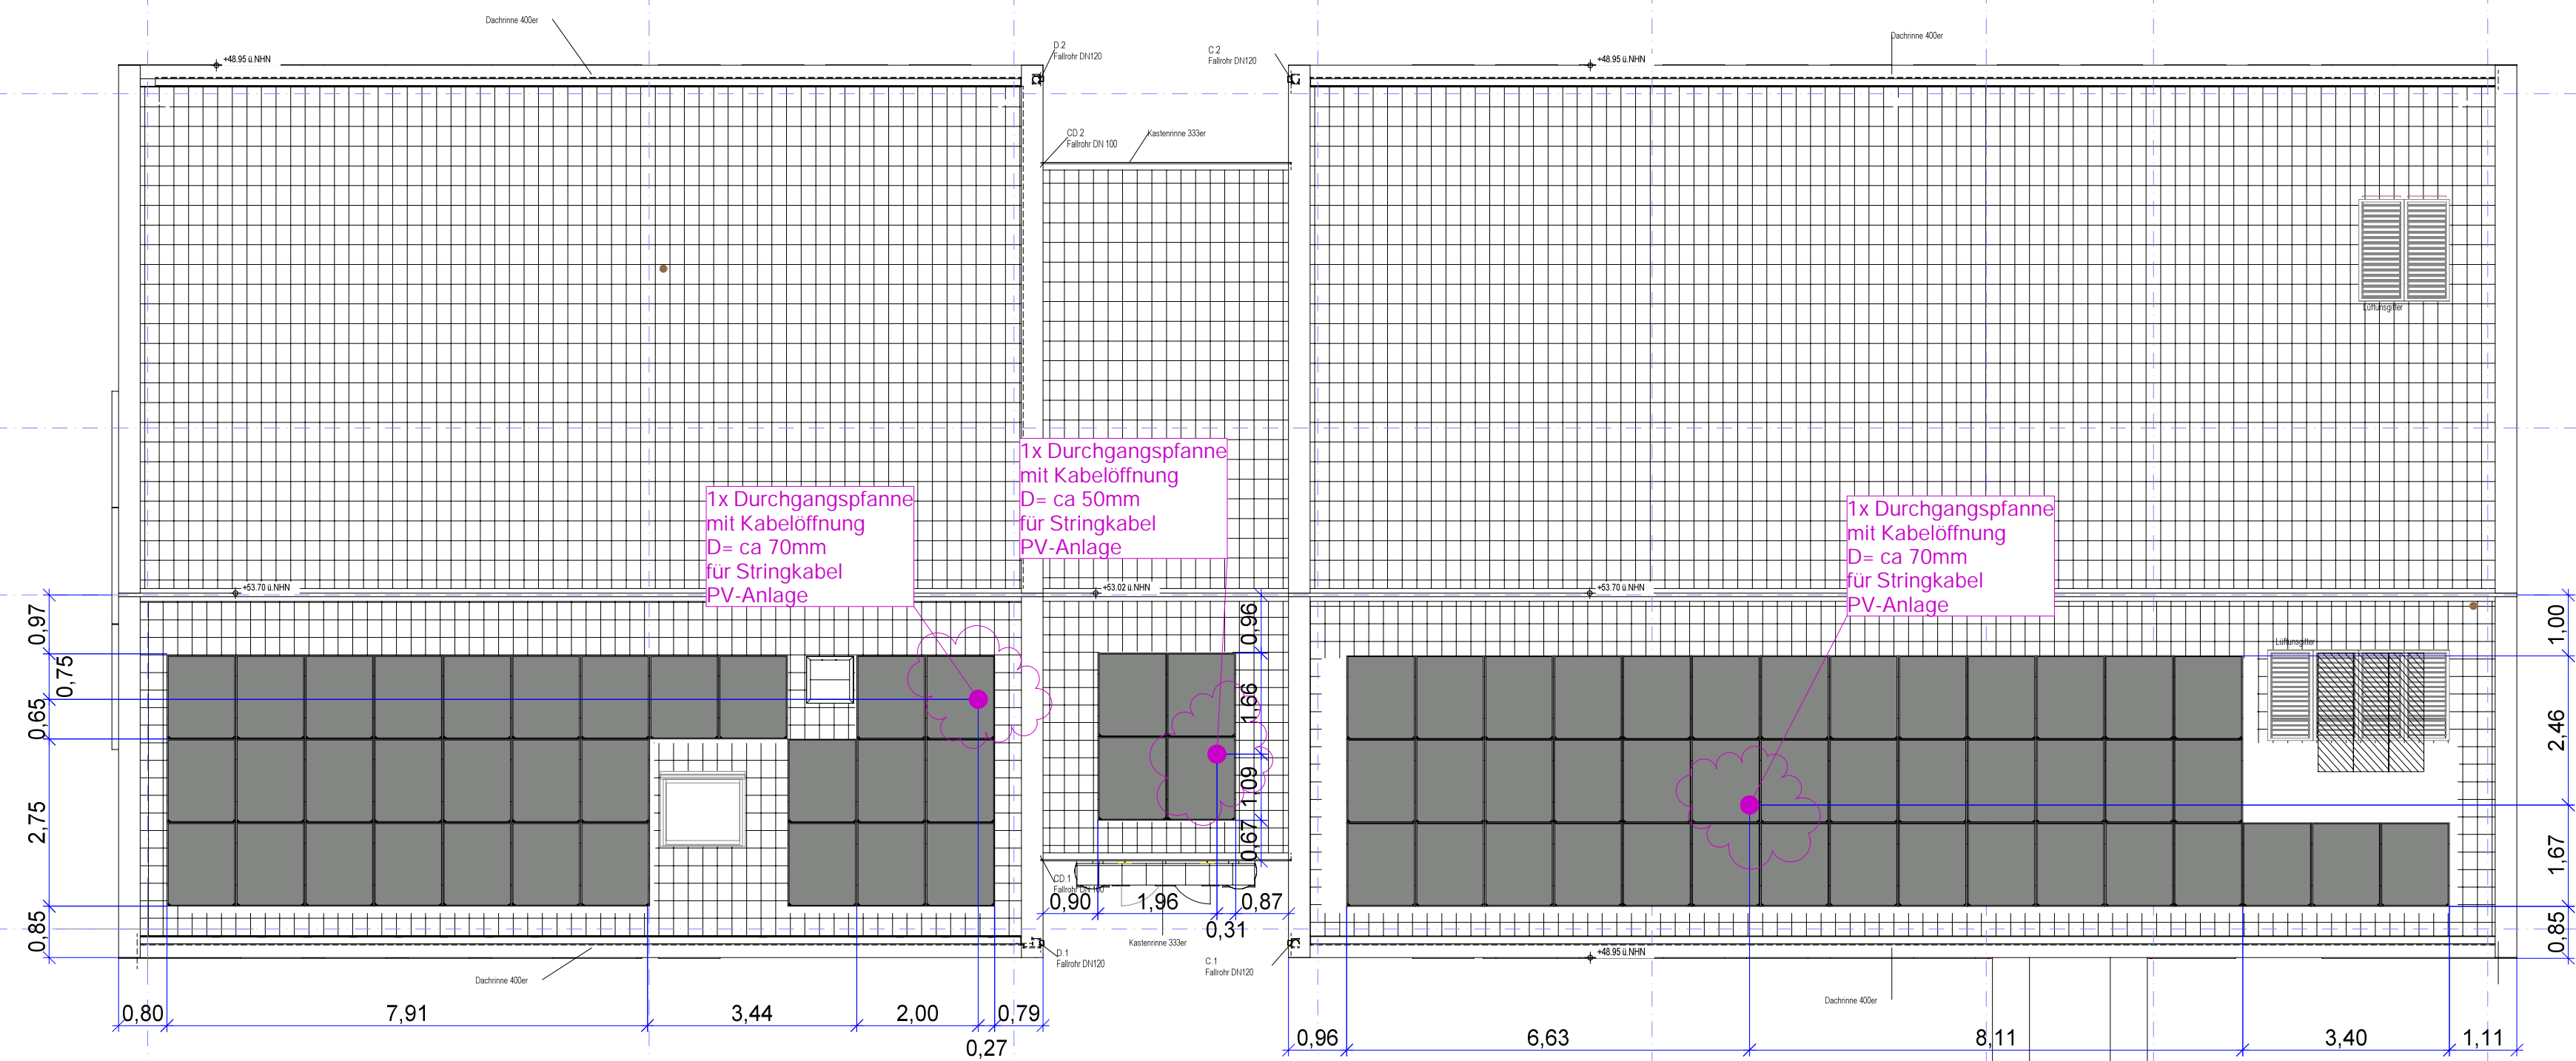 Dachrinne 400er
Dachrinne 400er
D.2
Fallrohr DN120
C.2
Fallrohr DN120
+48.95 ü.NHN
+48.95 ü.NHN
CD.2
Fallrohr DN 100
Kastenrinne 333er
Lüftunsgitter
1x Durchgangspfanne
mit Kabelöffnung
D= ca 50mm
für Stringkabel
PV-Anlage
1x Durchgangspfanne
mit Kabelöffnung
D= ca 70mm
für Stringkabel
PV-Anlage
1x Durchgangspfanne
mit Kabelöffnung
D= ca 70mm
für Stringkabel
PV-Anlage
+53.70 ü.NHN
+53.02 ü.NHN
+53.70 ü.NHN
0,97
0,75
0,65
2,75
0,85
0,96
1,66
1,09
0,67
Lüftunsgitter
1,00
2,46
1,67
0,85
CD.1
Fallrohr DN 100
0,90
1,96
0,87
0,31
Kastenrinne 333er
D.1
Fallrohr DN120
C.1
Fallrohr DN120
+48.95 ü.NHN
Dachrinne 400er
Dachrinne 400er
0,80
7,91
3,44
2,00
0,79
0,27
0,96
6,63
8,11
3,40
1,11